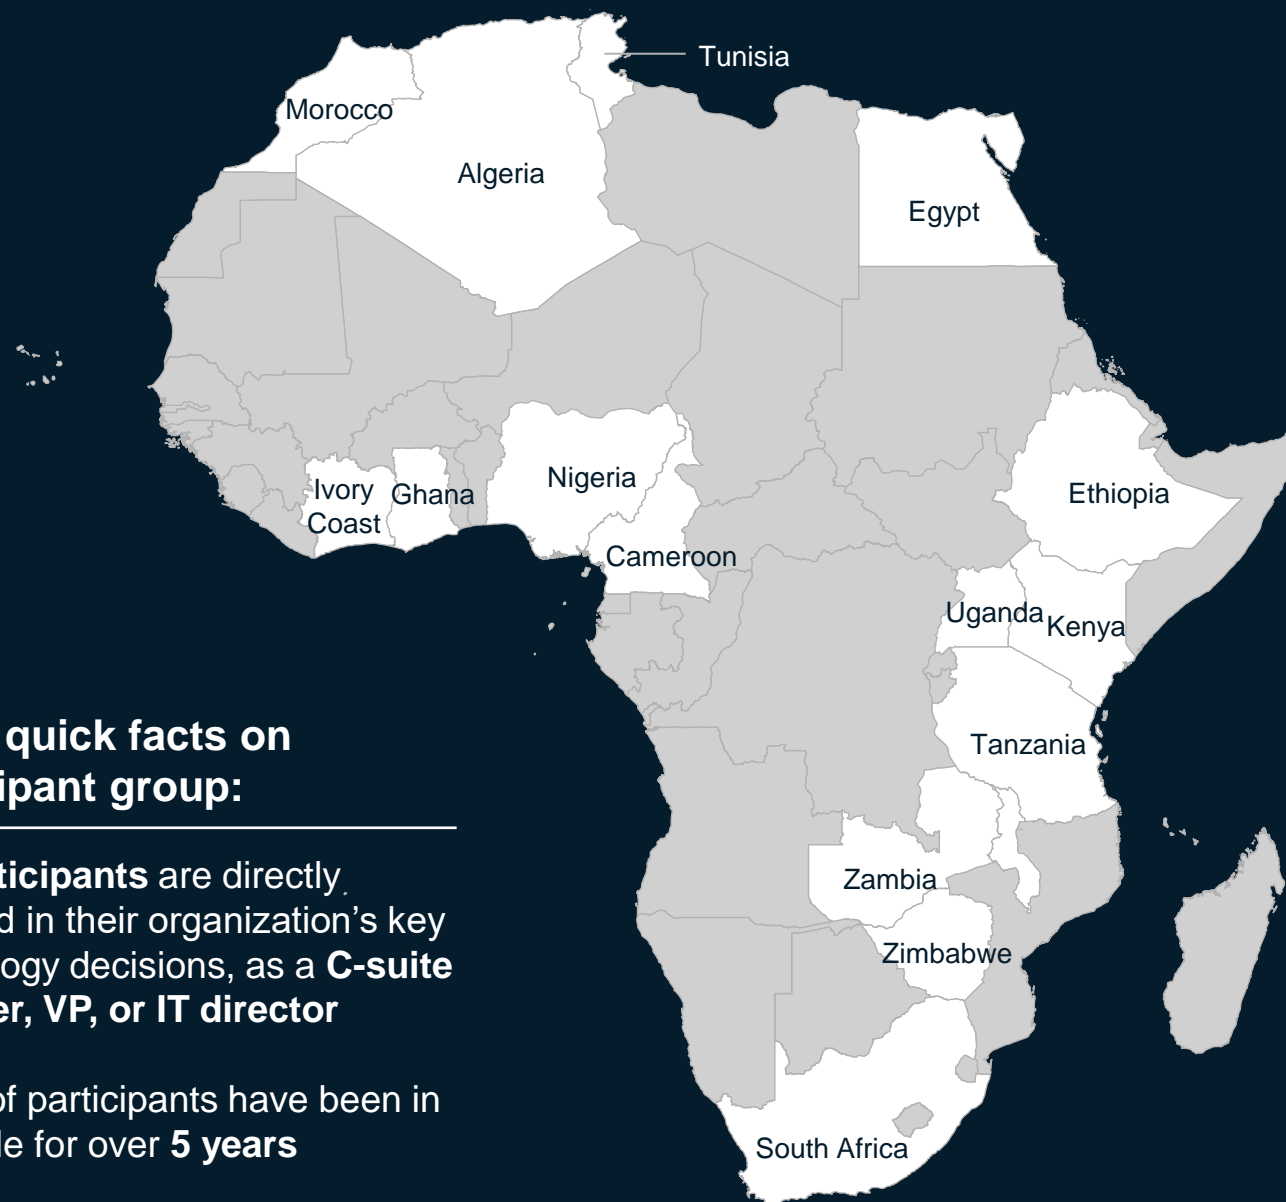 Tunisia
Morocco
Algeria
Egypt
Nigeria
Ivory
Coast
Ghana
Ethiopia
Cameroon
Uganda
Kenya
Tanzania
Zambia
Zimbabwe
South Africa
quick facts on
ipant group:
ticipants are directly
d in their organization’s key
ogy decisions, as a C-suite
er, VP, or IT director
of participants have been in
le for over 5 years